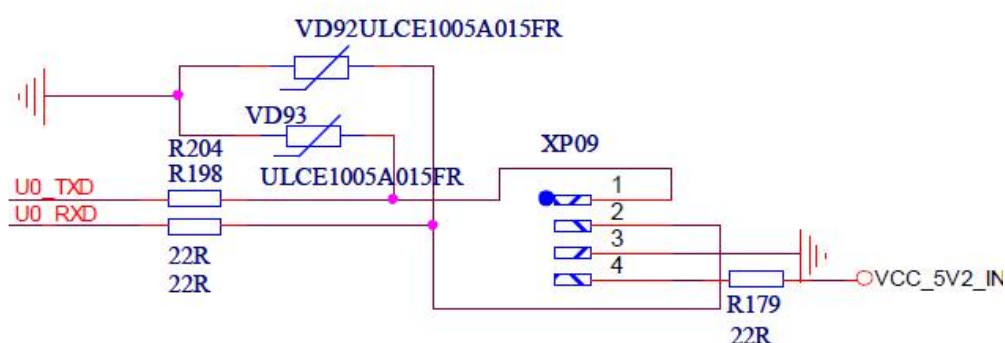 VD92ULCE1005A015FR
VD93
R204
R198
ULCE1005A015FR
XP09
U0_TXD
U0_RXD
1
2
3
4
22R
22R
VCC_5V2_IN
R179
22R